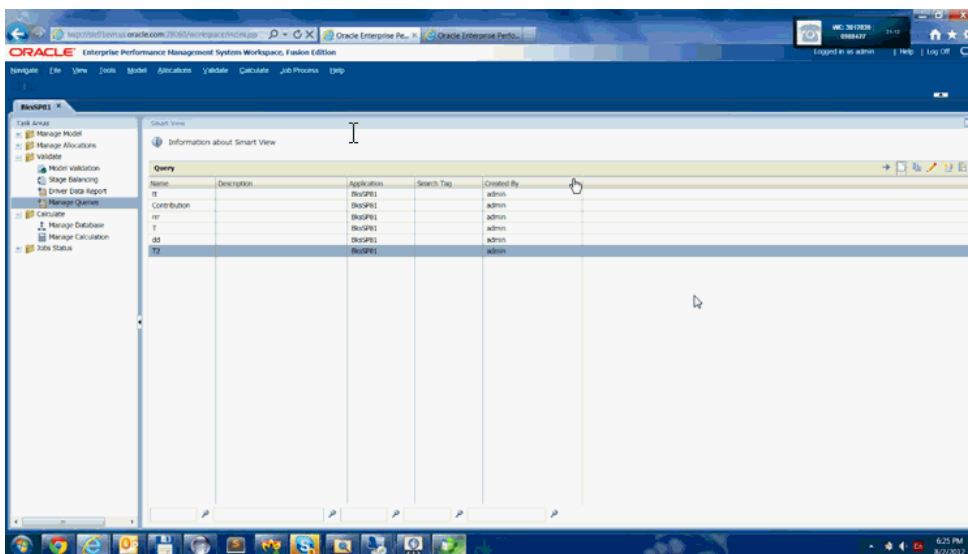 oracle.com
Oracle Enterprise Pe...
Oracle Enterprise Perfo...
ORACLE Enterprise Performance Management System Workspace, Fusion Edition
Logged in as admin | Help | Log Off
Navigate File View Tools Model Allocations Validate Calculate Job Process Help
BksSP81
Task Areas
Manage Model
Manage Allocations
Validate
Model Validation
Stage Balancing
Driver Data Report
Manage Queries
Calculate
Manage Database
Manage Calculation
Jobs Status
Smart View
Information about Smart View
Query
Name Description Application Search Tag Created By
tt BksSP81 admin
Contribution BksSP81 admin
rrr BksSP81 admin
T BksSP81 admin
dd BksSP81 admin
T2 BksSP81 admin
6:25 PM